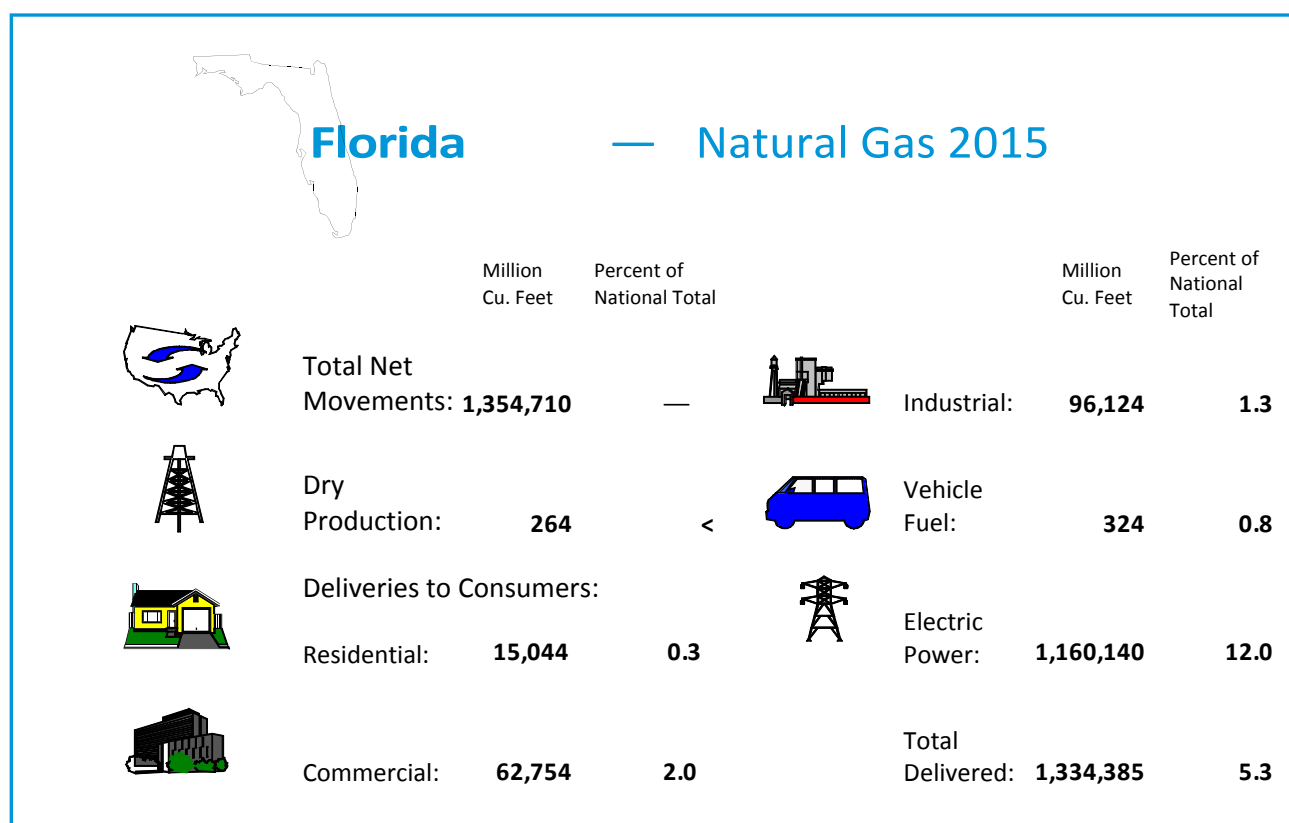 Florida — Natural Gas 2015
Million Cu. Feet
Percent of National Total
Million Cu. Feet
Percent of National Total
Total Net
Movements: 1,354,710 —
Industrial: 96,124 1.3
Dry
Production: 264 <
Vehicle
Fuel: 324 0.8
Deliveries to Consumers:
Residential: 15,044 0.3
Electric
Power: 1,160,140 12.0
Commercial: 62,754 2.0
Total
Delivered: 1,334,385 5.3